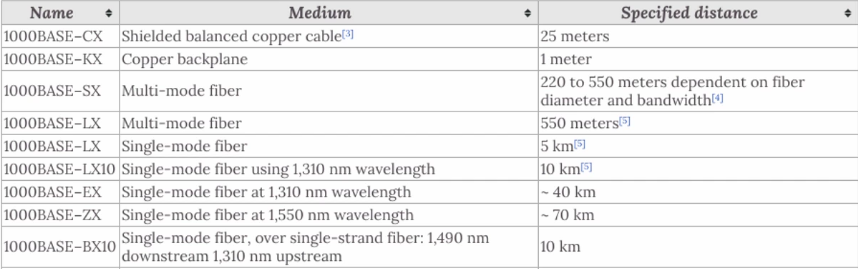 Name Medium Specified distance
1000BASE–CX Shielded balanced copper cable[3] 25 meters
1000BASE–KX Copper backplane 1 meter
1000BASE–SX Multi-mode fiber 220 to 550 meters dependent on fiber
diameter and bandwidth[4]
1000BASE–LX Multi-mode fiber 550 meters[5]
1000BASE–LX Single-mode fiber 5 km[5]
1000BASE–LX10 Single-mode fiber using 1,310 nm wavelength 10 km[5]
1000BASE–EX Single-mode fiber at 1,310 nm wavelength ~ 40 km
1000BASE–ZX Single-mode fiber at 1,550 nm wavelength ~ 70 km
1000BASE–BX10 Single-mode fiber, over single-strand fiber: 1,490 nm
downstream 1,310 nm upstream 10 km